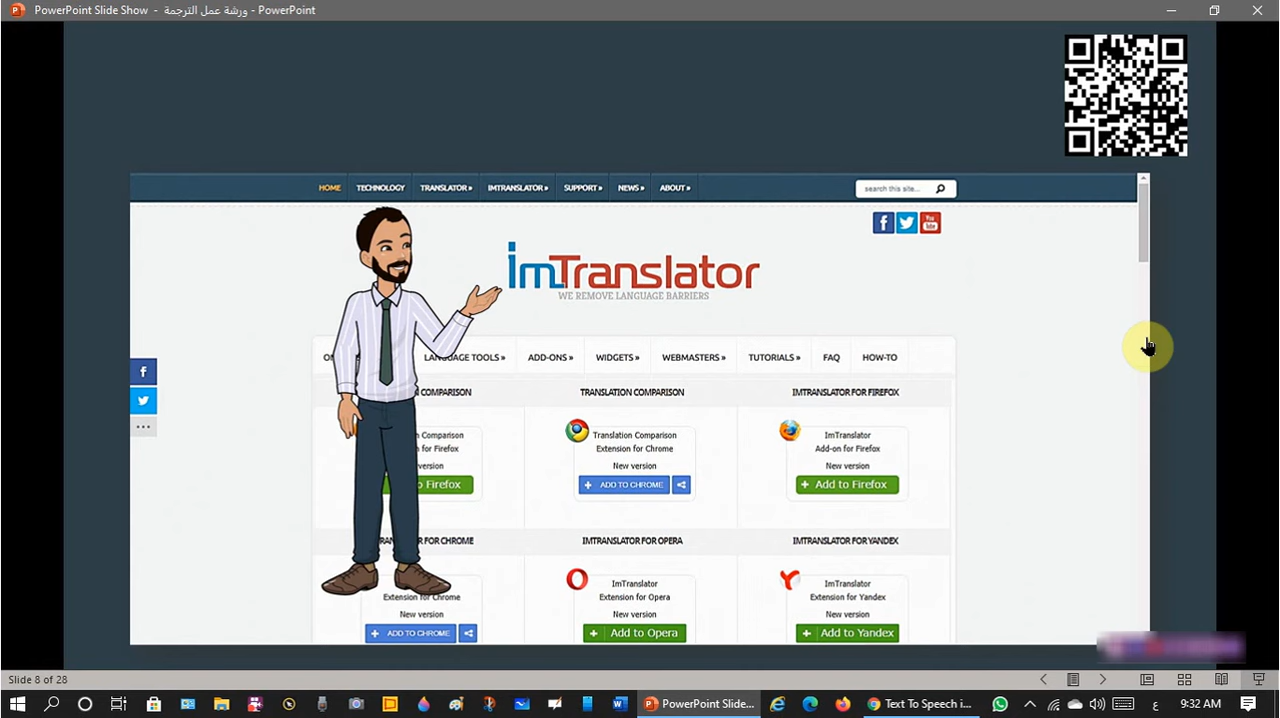 PowerPoint Slide Show - ورشة عمل الترجمة - PowerPoint
HOME TECHNOLOGY TRANSLATOR » IMTRANSLATOR » SUPPORT » NEWS » ABOUT »
search this site...
You
Tube
ImTranslator
WE REMOVE LANGUAGE BARRIERS
LANGUAGE TOOLS » ADD-ONS » WIDGETS » WEBMASTERS » TUTORIALS » FAQ HOW-TO
COMPARISON TRANSLATION COMPARISON IMTRANSLATOR FOR FIREFOX
Comparison
for Firefox
New version
Firefox
Translation Comparison
Extension for Chrome
New version
ADD TO CHROME
ImTranslator
Add-on for Firefox
New version
Add to Firefox
FOR CHROME IMTRANSLATOR FOR OPERA IMTRANSLATOR FOR YANDEX
Extension for Chrome
New version
ADD TO CHROME
ImTranslator
Extension for Opera
New version
Add to Opera
ImTranslator
Extension for Yandex
New version
Add to Yandex
Slide 8 of 28
PowerPoint Slide... Text To Speech i... ع 9:32 AM